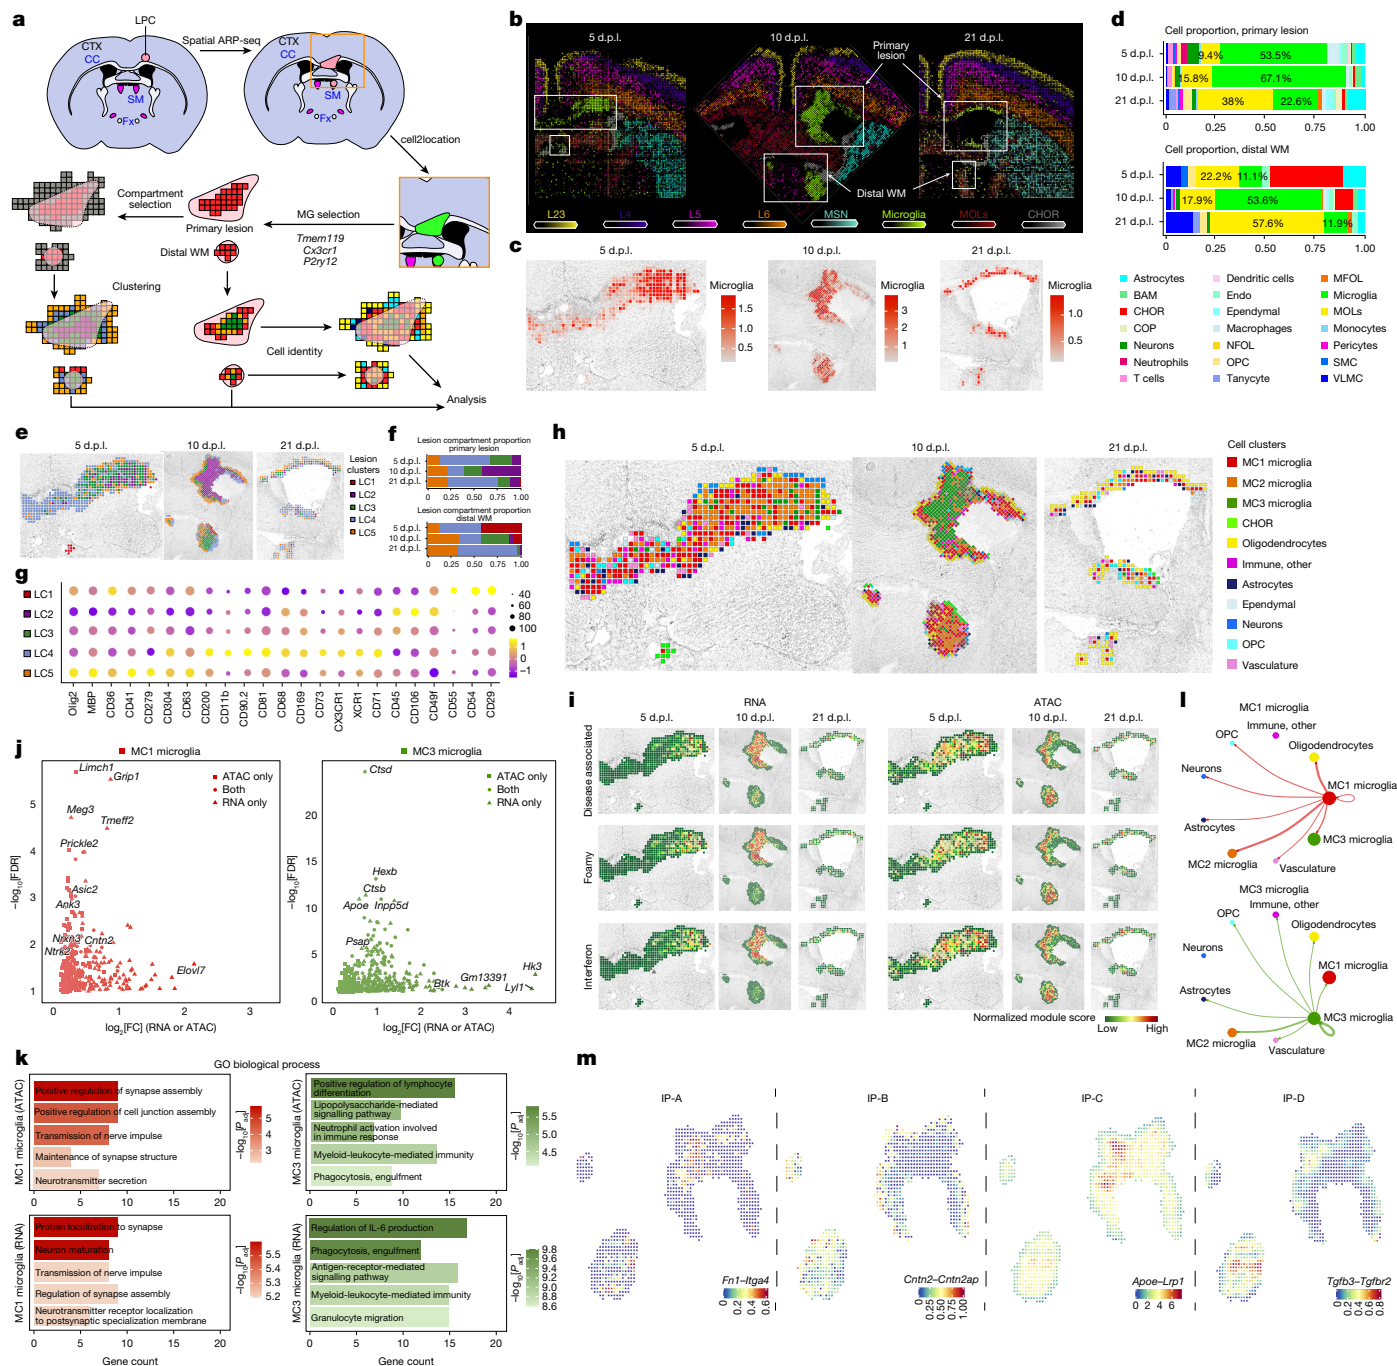 a
LPC
CTX
CC
Spatial ARP-seq
CTX
CC
SM
Fx
SM
Fx
cell2location
Compartment
selection
Primary lesion
MG selection
Tmem119
Cx3cr1
P2ry12
Distal WM
Clustering
Cell identity
Analysis
b
5 d.p.l.
10 d.p.l.
21 d.p.l.
Primary
lesion
Distal WM
L23
L4
L5
L6
MSN
Microglia
MOLs
CHOR
c
5 d.p.l.
10 d.p.l.
21 d.p.l.
Microglia
1.5
1.0
0.5
Microglia
3
2
1
Microglia
1.0
0.5
d
Cell proportion, primary lesion
5 d.p.l.
9.4%
53.5%
10 d.p.l.
15.8%
67.1%
21 d.p.l.
38%
22.6%
0
0.25
0.50
0.75
1.00
Cell proportion, distal WM
5 d.p.l.
22.2%
11.1%
10 d.p.l.
17.9%
53.6%
21 d.p.l.
57.6%
11.9%
0
0.25
0.50
0.75
1.00
Astrocytes
BAM
CHOR
COP
Neurons
Neutrophils
T cells
Dendritic cells
Endo
Ependymal
Macrophages
NFOL
OPC
Tanycyte
MFOL
Microglia
MOLs
Monocytes
Pericytes
SMC
VLMC
e
5 d.p.l.
10 d.p.l.
21 d.p.l.
Lesion
clusters
LC1
LC2
LC3
LC4
LC5
f
Lesion compartment proportion
primary lesion
5 d.p.l.
10 d.p.l.
21 d.p.l.
0
0.25
0.50
0.75
1.00
Lesion compartment proportion
distal WM
5 d.p.l.
10 d.p.l.
21 d.p.l.
0
0.25
0.50
0.75
1.00
g
LC1
LC2
LC3
LC4
LC5
Olig2
MBP
CD36
CD41
CD279
CD304
CD63
CD200
CD11b
CD90.2
CD81
CD68
CD169
CD73
CX3CR1
XCR1
CD71
CD45
CD106
CD49f
CD55
CD54
CD29
40
60
80
100
1
0
−1
h
5 d.p.l.
10 d.p.l.
21 d.p.l.
Cell clusters
MC1 microglia
MC2 microglia
MC3 microglia
CHOR
Oligodendrocytes
Immune, other
Astrocytes
Ependymal
Neurons
OPC
Vasculature
i
RNA
ATAC
5 d.p.l.
10 d.p.l.
21 d.p.l.
5 d.p.l.
10 d.p.l.
21 d.p.l.
Disease associated
Foamy
Interferon
Normalized module score
Low
High
j
MC1 microglia
ATAC only
Both
RNA only
Limch1
Grip1
Meg3
Tmeff2
Prickle2
Asic2
Ank3
Nrxn3
Cntn2
Ntrk2
Elovl7
−log10[FDR]
5
4
3
2
1
0
1
2
3
log2[FC] (RNA or ATAC)
MC3 microglia
ATAC only
Both
RNA only
Ctsd
Hexb
Ctsb
Apoe
Inpp5d
Psap
Hk3
Gm13391
Btk
Lyl1
−log10[FDR]
20
15
10
5
0
0
1
2
3
4
log2[FC] (RNA or ATAC)
k
GO biological process
MC1 microglia (ATAC)
Positive regulation of synapse assembly
Positive regulation of cell junction assembly
Transmission of nerve impulse
Maintenance of synapse structure
Neurotransmitter secretion
0
5
10
15
20
−log10[Padj]
5
4
3
MC3 microglia (ATAC)
Positive regulation of lymphocyte
differentiation
Lipopolysaccharide-mediated
signalling pathway
Neutrophil activation involved
in immune response
Myeloid-leukocyte-mediated immunity
Phagocytosis, engulfment
0
5
10
15
20
−log10[Padj]
5.5
5.0
4.5
MC1 microglia (RNA)
Protein localization to synapse
Neuron maturation
Transmission of nerve impulse
Regulation of synapse assembly
Neurotransmitter receptor localization
to postsynaptic specialization membrane
0
5
10
15
20
Gene count
−log10[Padj]
5.5
5.4
5.3
5.2
MC3 microglia (RNA)
Regulation of IL-6 production
Phagocytosis, engulfment
Antigen-receptor-mediated
signalling pathway
Myeloid-leukocyte-mediated immunity
Granulocyte migration
0
5
10
15
20
Gene count
−log10[Padj]
9.8
9.6
9.4
9.2
9.0
8.8
8.6
l
MC1 microglia
Immune, other
OPC
Oligodendrocytes
Neurons
MC1 microglia
Astrocytes
MC3 microglia
MC2 microglia
Vasculature
MC3 microglia
Immune, other
OPC
Oligodendrocytes
Neurons
MC1 microglia
Astrocytes
MC3 microglia
MC2 microglia
Vasculature
m
IP-A
IP-B
IP-C
IP-D
Fn1–Itga4
0
0.2
0.4
0.6
Cntn2–Cntn2ap
0
0.25
0.50
0.75
1.00
Apoe–Lrp1
0
2
4
6
Tgfb3–Tgfbr2
0
0.2
0.4
0.6
0.8